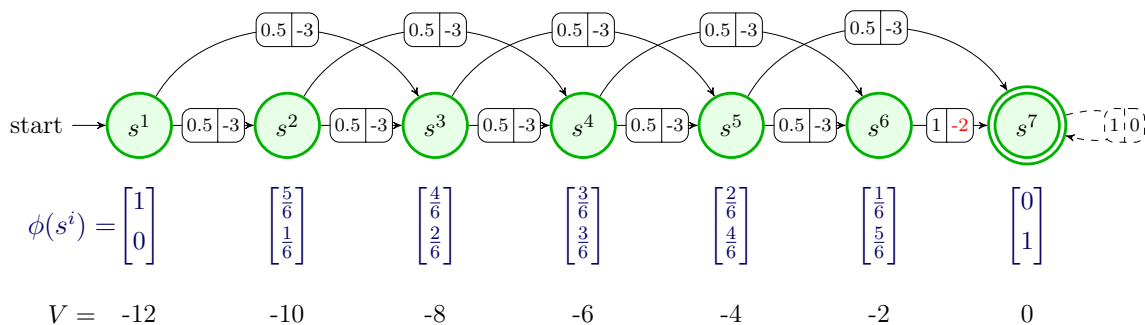 0.5 -3 0.5 -3 0.5 -3 0.5 -3 0.5 -3
start s¹ 0.5 -3 s² 0.5 -3 s³ 0.5 -3 s⁴ 0.5 -3 s⁵ 0.5 -3 s⁶ 1 -2 s⁷ 1 0
ϕ(sⁱ) = [1 0] [5/6 1/6] [4/6 2/6] [3/6 3/6] [2/6 4/6] [1/6 5/6] [0 1]
V = -12 -10 -8 -6 -4 -2 0